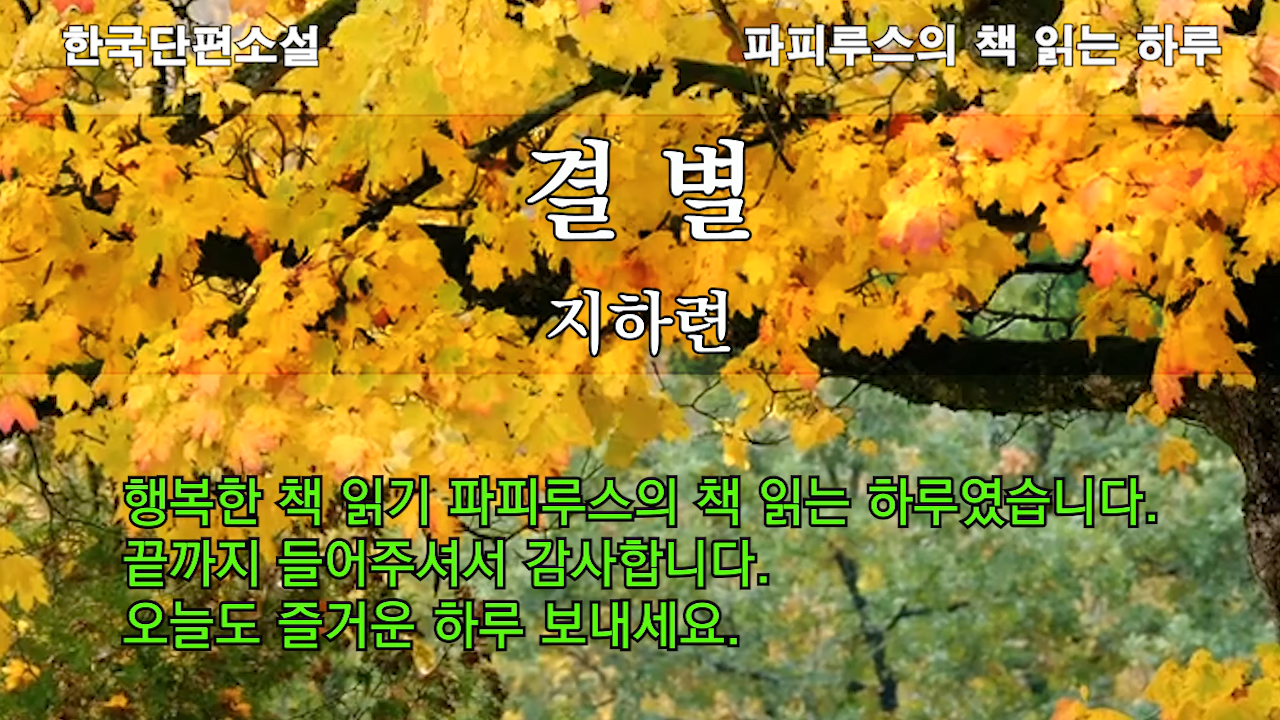 한국단편소설
파피루스의 책 읽는 하루
결 별
지하련
행복한 책 읽기 파피루스의 책 읽는 하루였습니다.
끝까지 들어주셔서 감사합니다.
오늘도 즐거운 하루 보내세요.